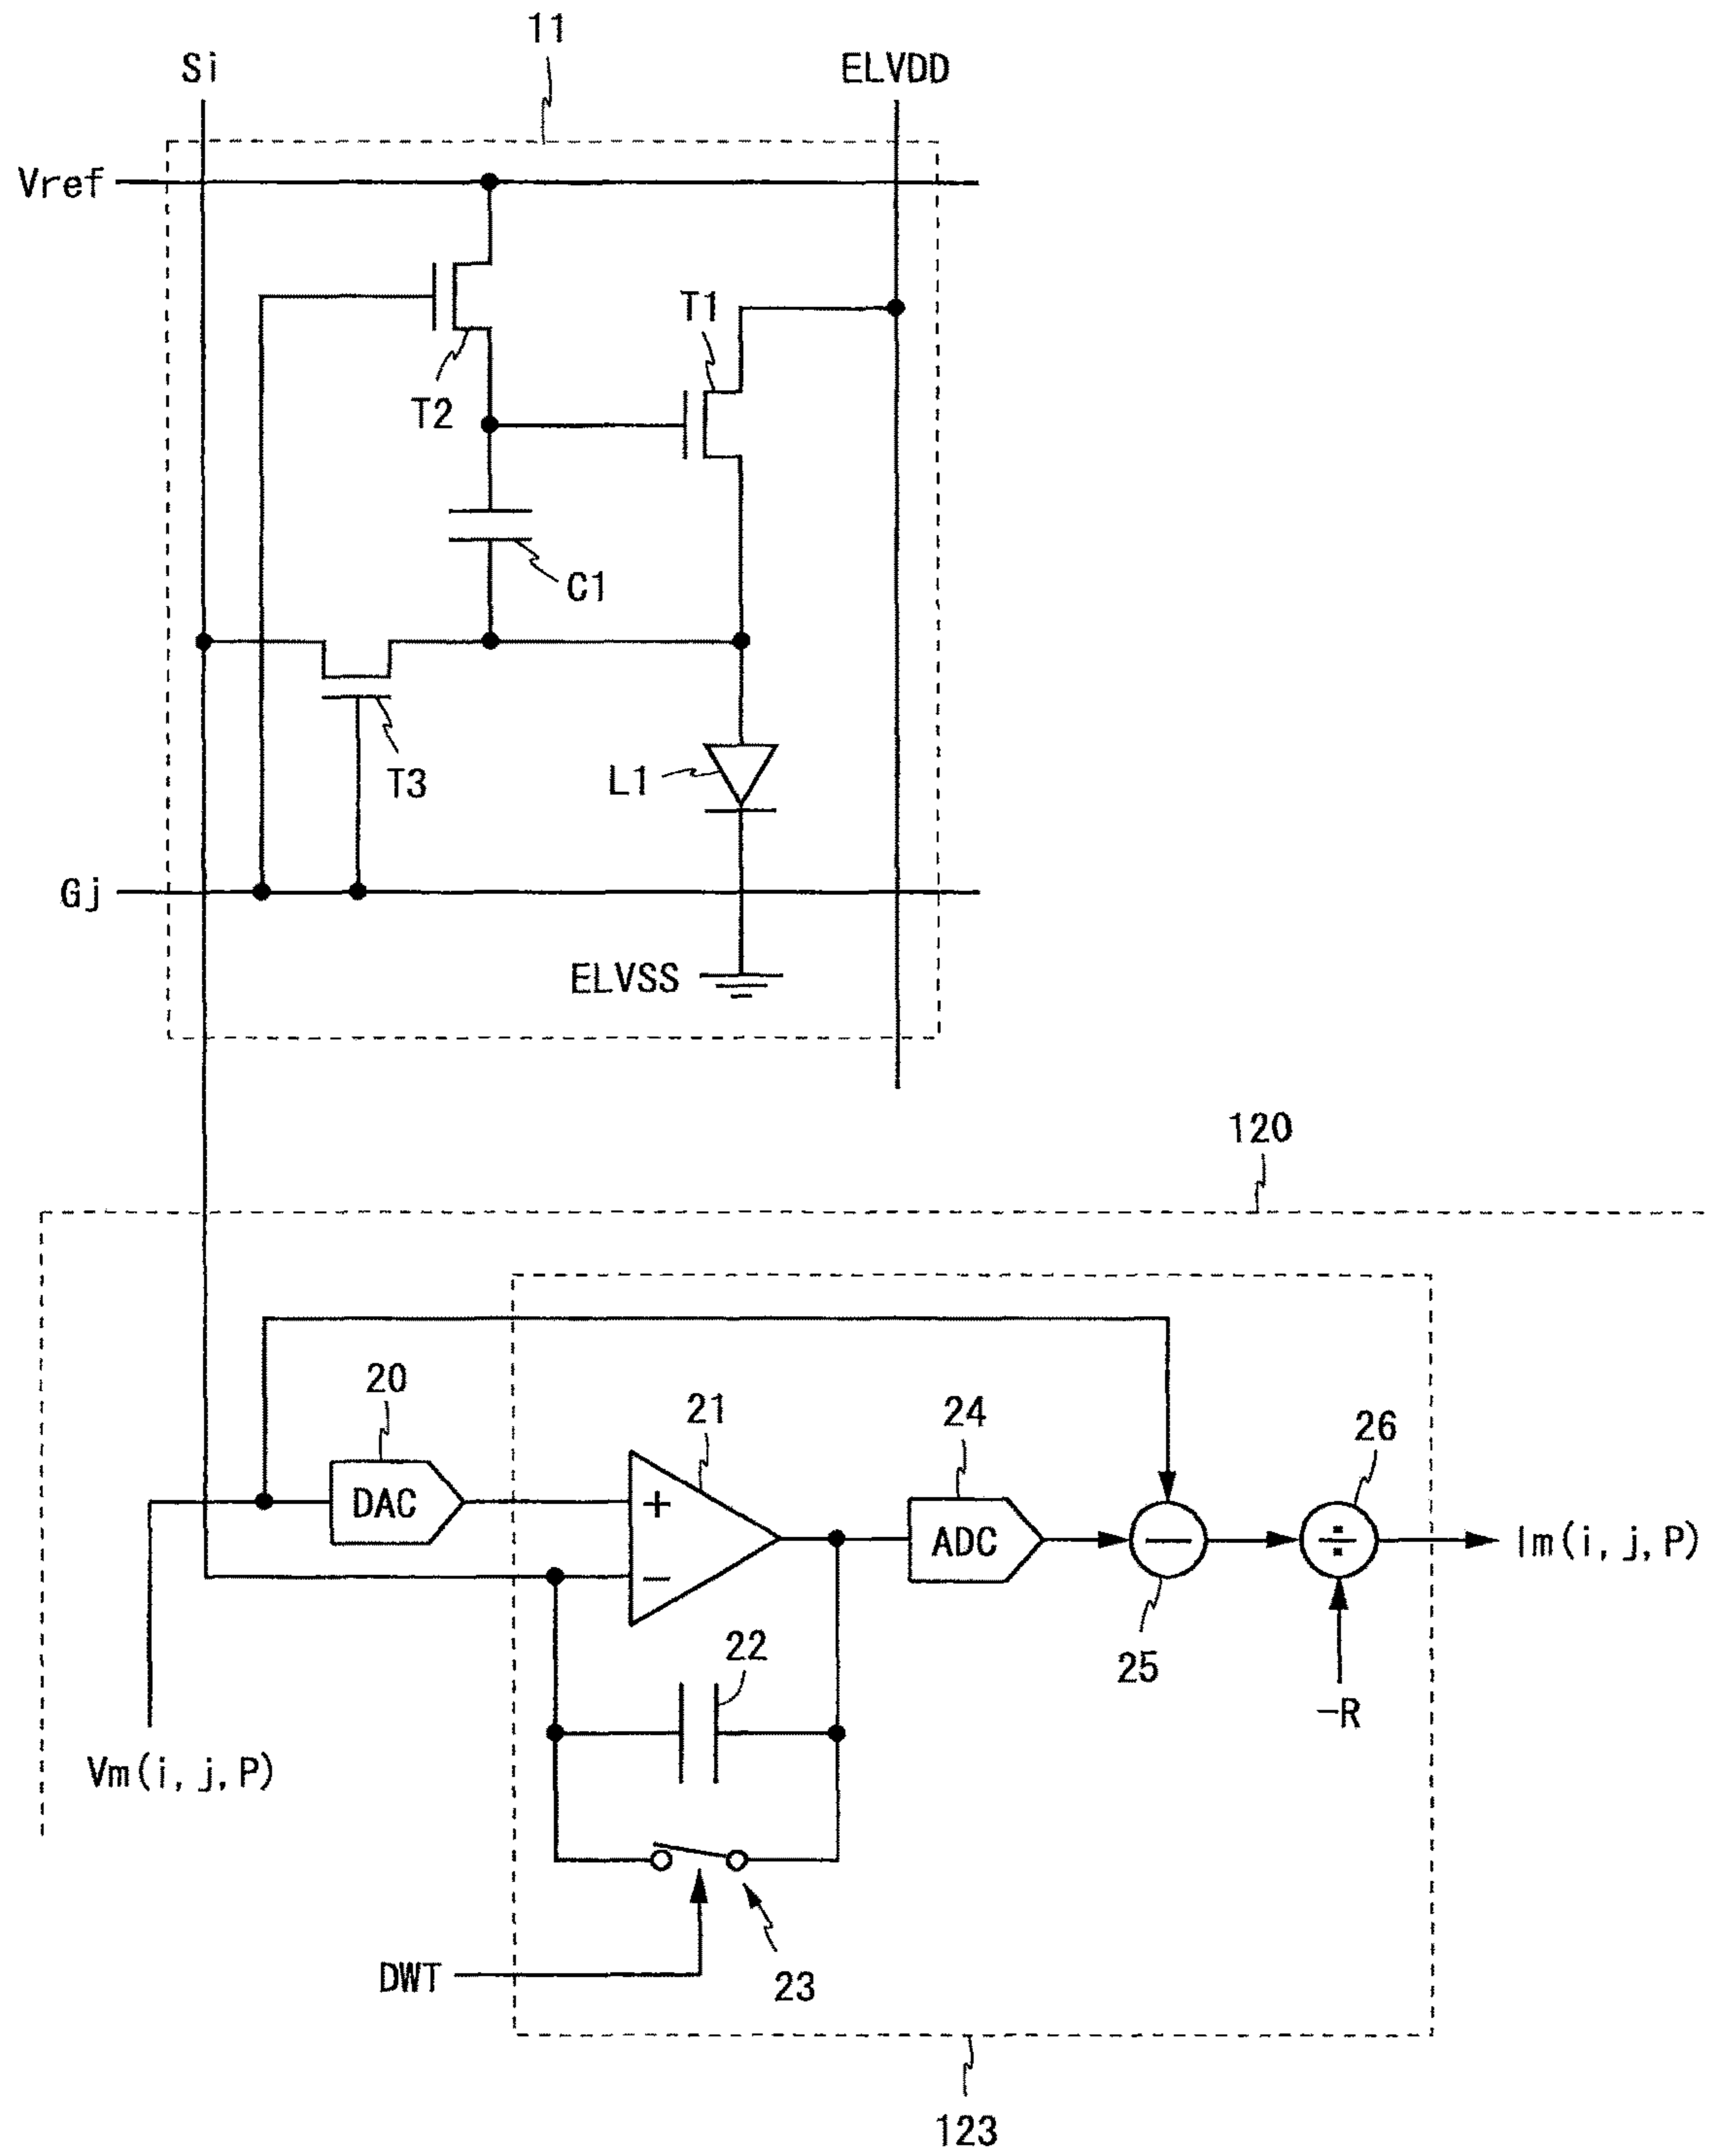 11
Si
ELVDD
Vref
T1
T2
C1
T3
L1
Gj
ELVSS
120
20
21
24
26
DAC
+
ADC
−
÷
Im(i, j, P)
−
22
25
−R
Vm(i, j, P)
DWT
23
123